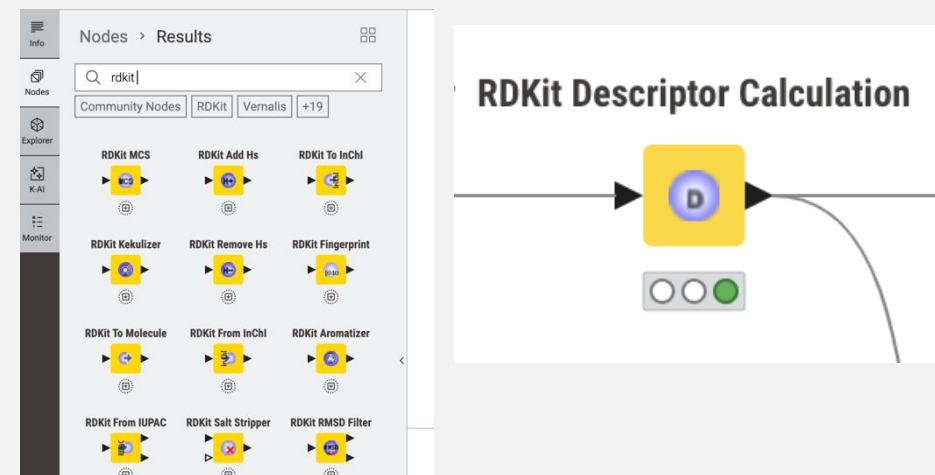 Info
Nodes
Explorer
K-AI
Monitor
Nodes › Results
rdkit
Community Nodes RDKit Vernalis +19
RDKit MCS RDKit Add Hs RDKit To InChI
RDKit Kekulizer RDKit Remove Hs RDKit Fingerprint
RDKit To Molecule RDKit From InChI RDKit Aromatizer
RDKit From IUPAC RDKit Salt Stripper RDKit RMSD Filter
RDKit Descriptor Calculation
D